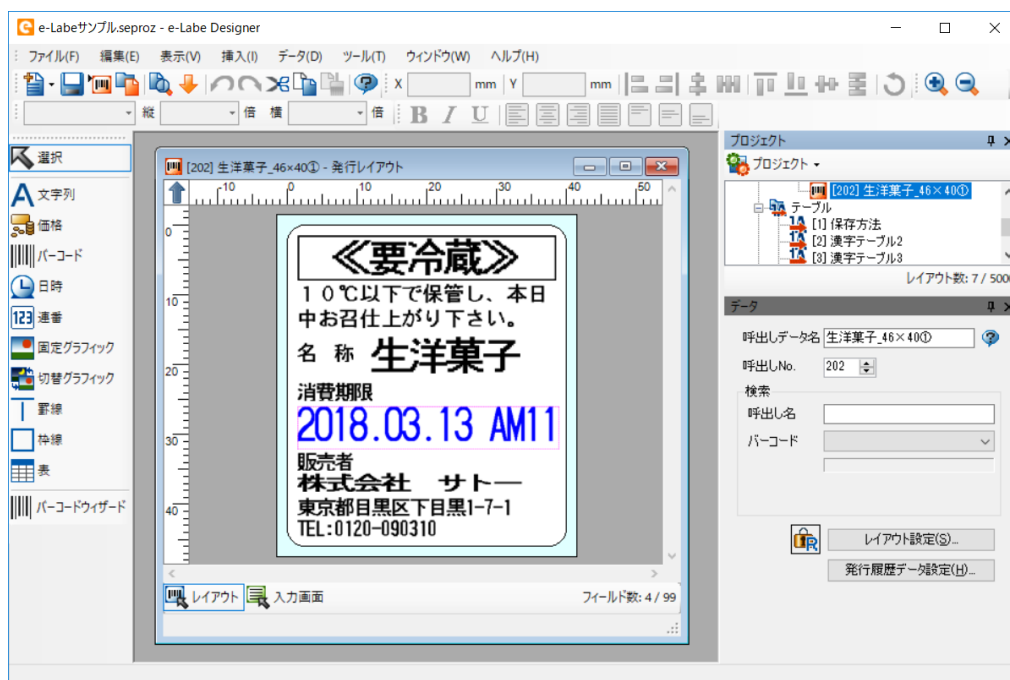 e-Labeサンプル.seproz - e-Labe Designer
ファイル(F) 編集(E) 表示(V) 挿入(I) データ(D) ツール(T) ウィンドウ(W) ヘルプ(H)
X mm Y mm
縦 倍 横 倍 B I U
選択
文字列
価格
バーコード
日時
123 連番
固定グラフィック
切替グラフィック
罫線
枠線
表
バーコードウィザード
[202] 生洋菓子_46×40① - 発行レイアウト
10 0 10 20 30 40 50
0
10
20
30
40
≪要冷蔵≫
10℃以下で保管し、本日
中お召仕上がり下さい。
名 称 生洋菓子
消費期限
2018.03.13 AM11
販売者
株式会社 サトー
東京都目黒区下目黒1-7-1
TEL:0120-090310
レイアウト 入力画面 フィールド数: 4 / 99
プロジェクト
プロジェクト
[202] 生洋菓子_46×40①
テーブル
[1] 保存方法
[2] 漢字テーブル2
[3] 漢字テーブル3
レイアウト数: 7 / 500
データ
呼出しデータ名 生洋菓子_46×40①
呼出しNo. 202
検索
呼出し名
バーコード
レイアウト設定(S)...
発行履歴データ設定(H)...